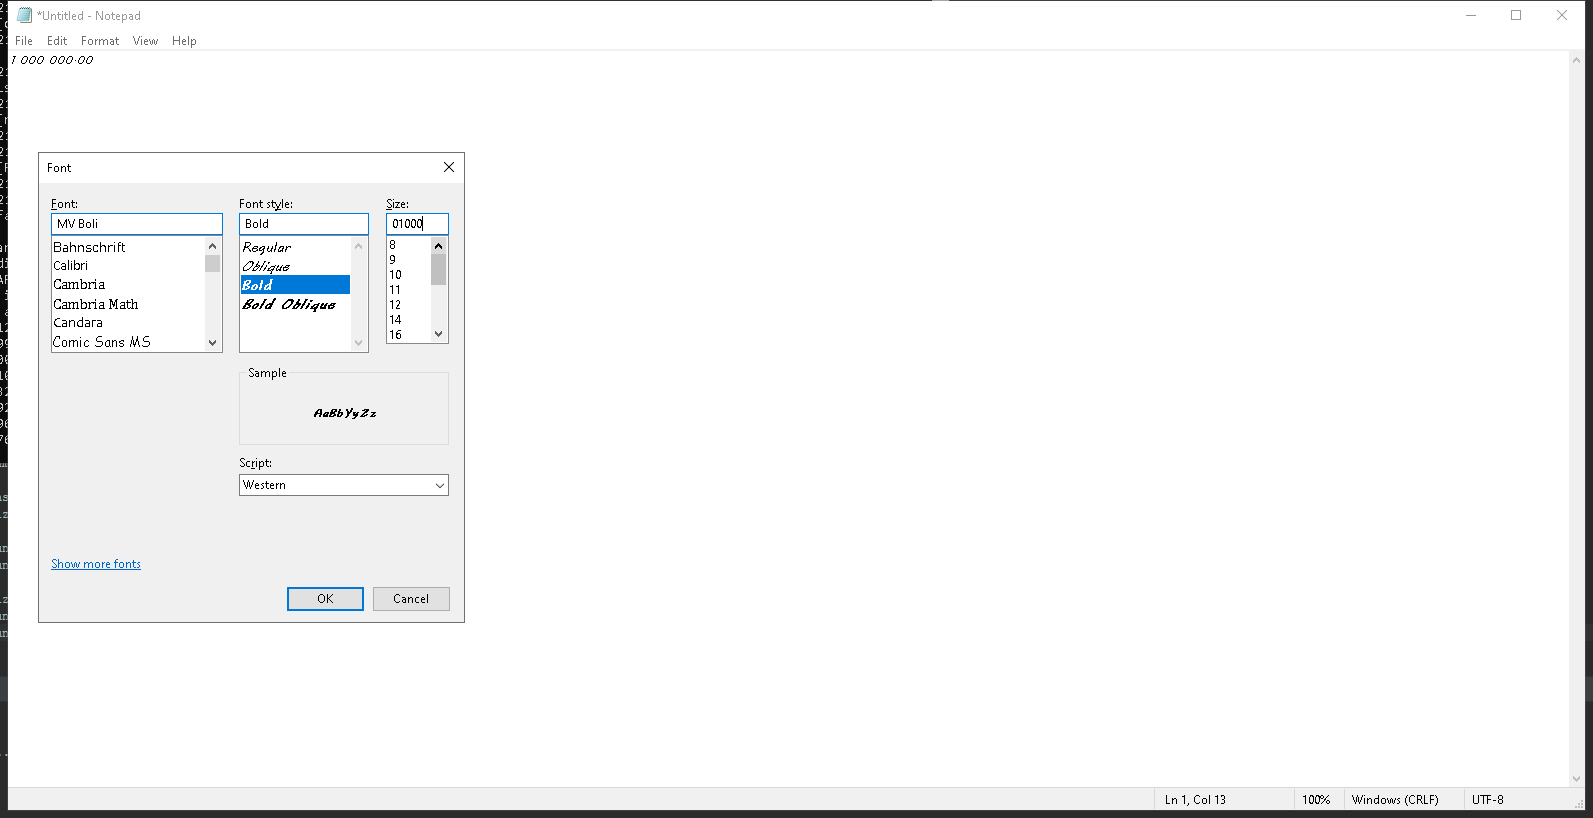 *Untitled - Notepad
File Edit Format View Help
1 000 000.00
Font
Font: Font style: Size:
MV Boli Bold 01000
Bahnschrift
Calibri
Cambria
Cambria Math
Candara
Comic Sans MS
Regular
Oblique
Bold
Bold Oblique
8
9
10
11
12
14
16
Sample
AaBbYyZz
Script:
Western
Show more fonts
OK Cancel
Ln 1, Col 13 100% Windows (CRLF) UTF-8